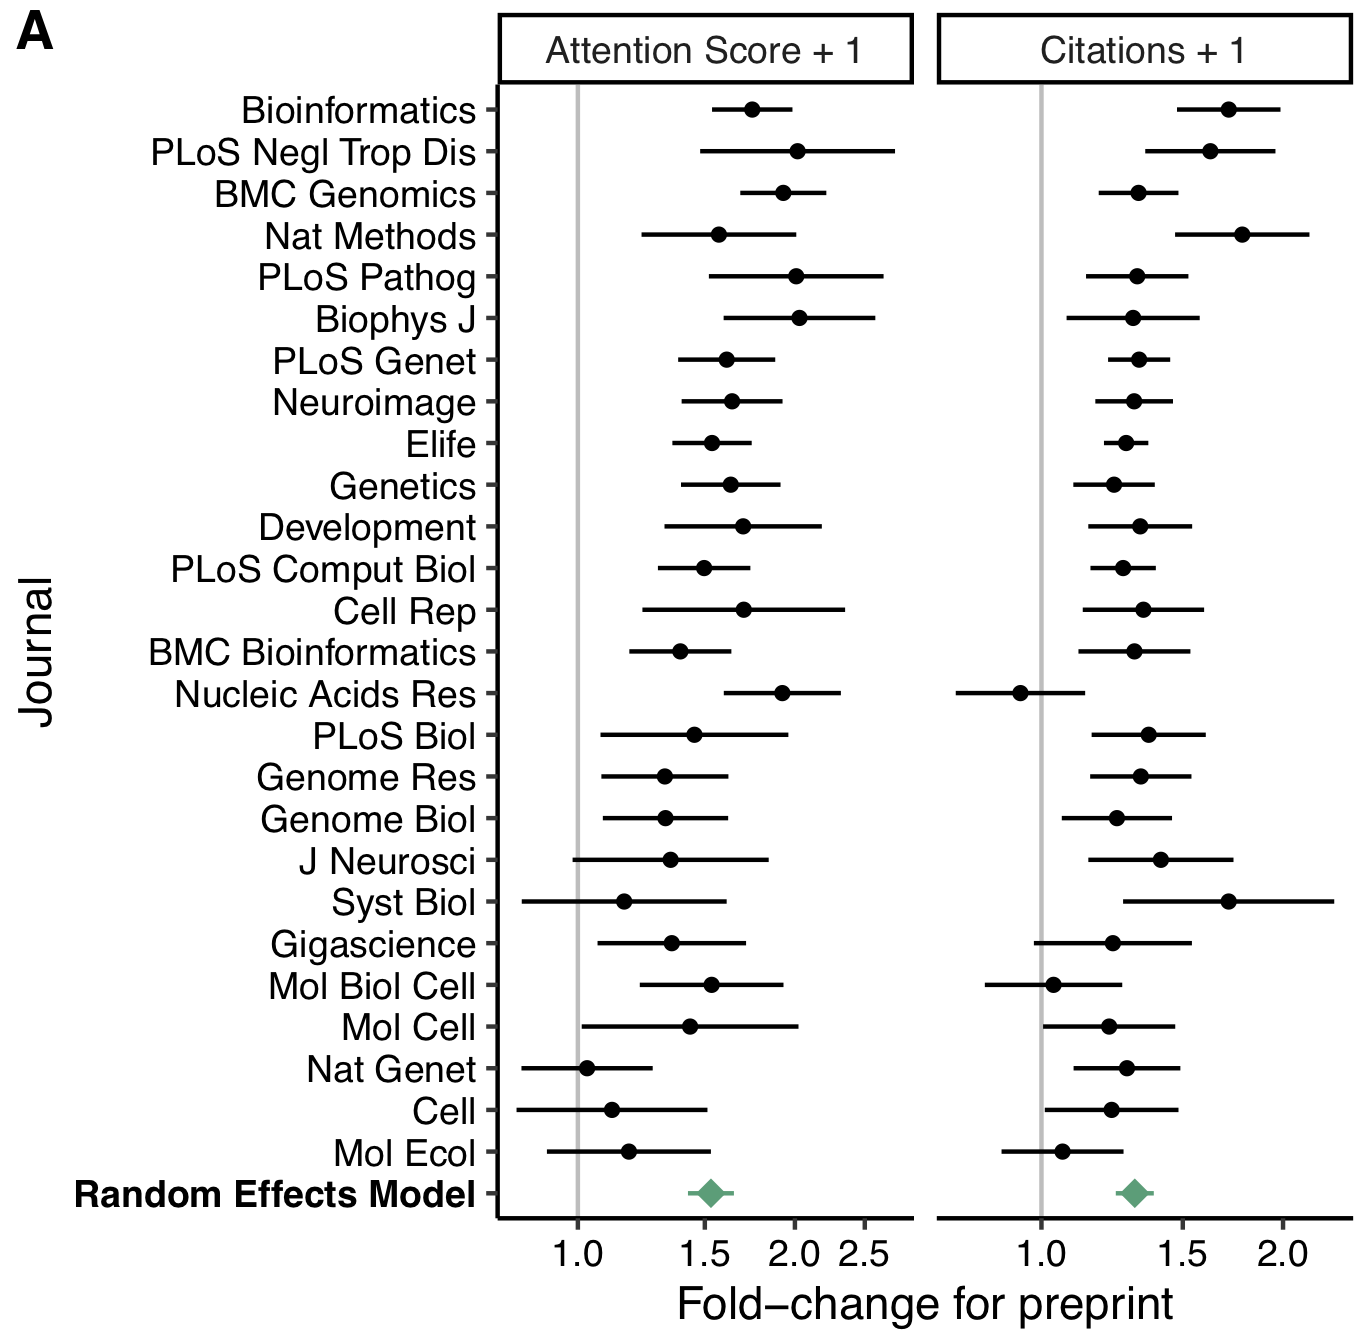 A
Attention Score + 1
Citations + 1
Journal
Bioinformatics
PLoS Negl Trop Dis
BMC Genomics
Nat Methods
PLoS Pathog
Biophys J
PLoS Genet
Neuroimage
Elife
Genetics
Development
PLoS Comput Biol
Cell Rep
BMC Bioinformatics
Nucleic Acids Res
PLoS Biol
Genome Res
Genome Biol
J Neurosci
Syst Biol
Gigascience
Mol Biol Cell
Mol Cell
Nat Genet
Cell
Mol Ecol
Random Effects Model
1.0 1.5 2.0 2.5
1.0 1.5 2.0
Fold−change for preprint